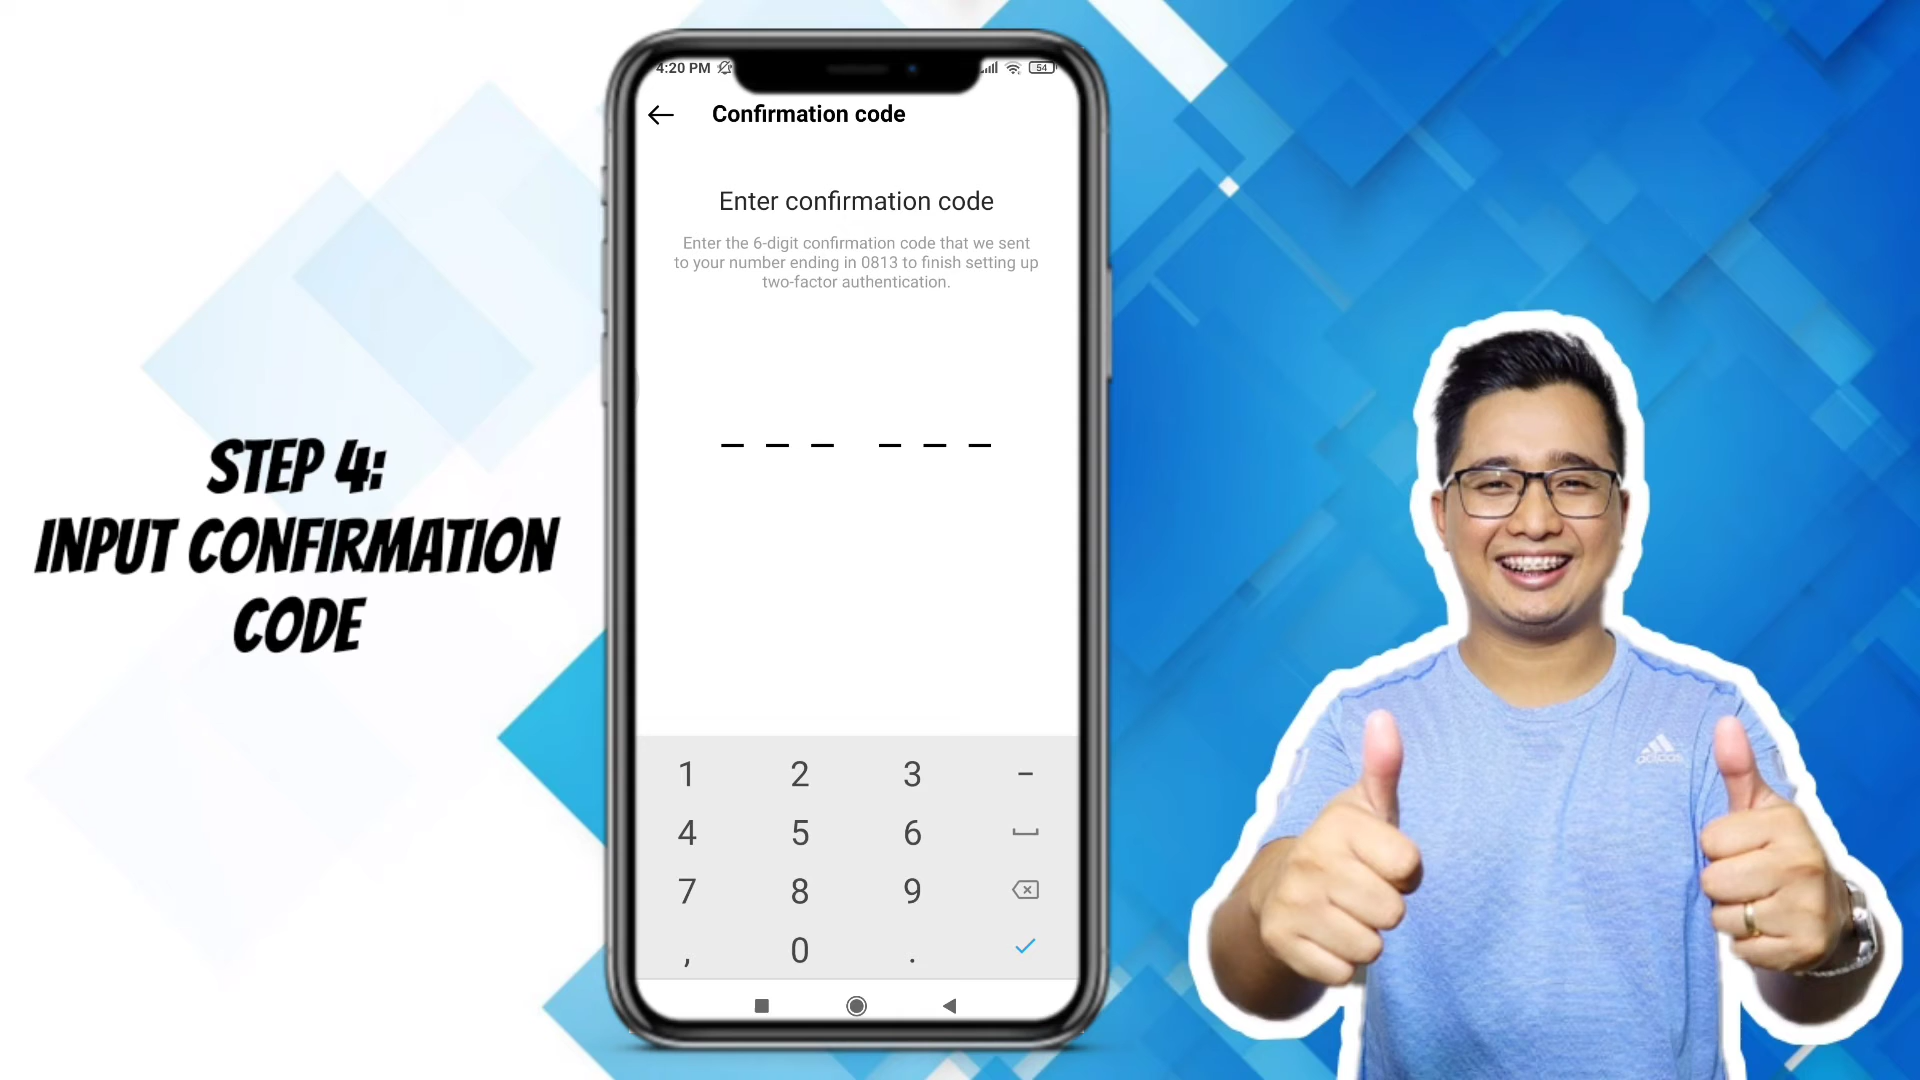 STEP 4:
INPUT CONFIRMATION
CODE
4:20 PM
54
Confirmation code
Enter confirmation code
Enter the 6-digit confirmation code that we sent
to your number ending in 0813 to finish setting up
two-factor authentication.
1 2 3 -
4 5 6
7 8 9
, 0 .
adidas